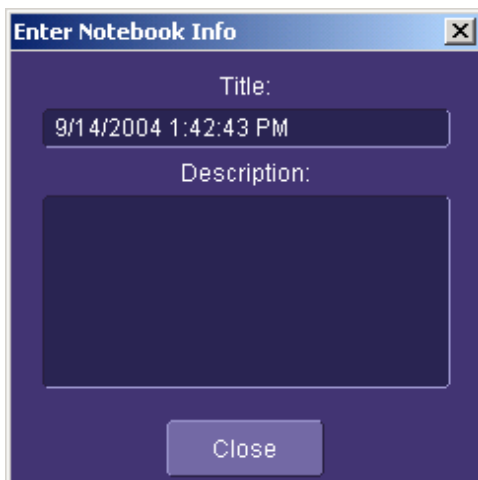 Enter Notebook Info
Title:
9/14/2004 1:42:43 PM
Description:
Close